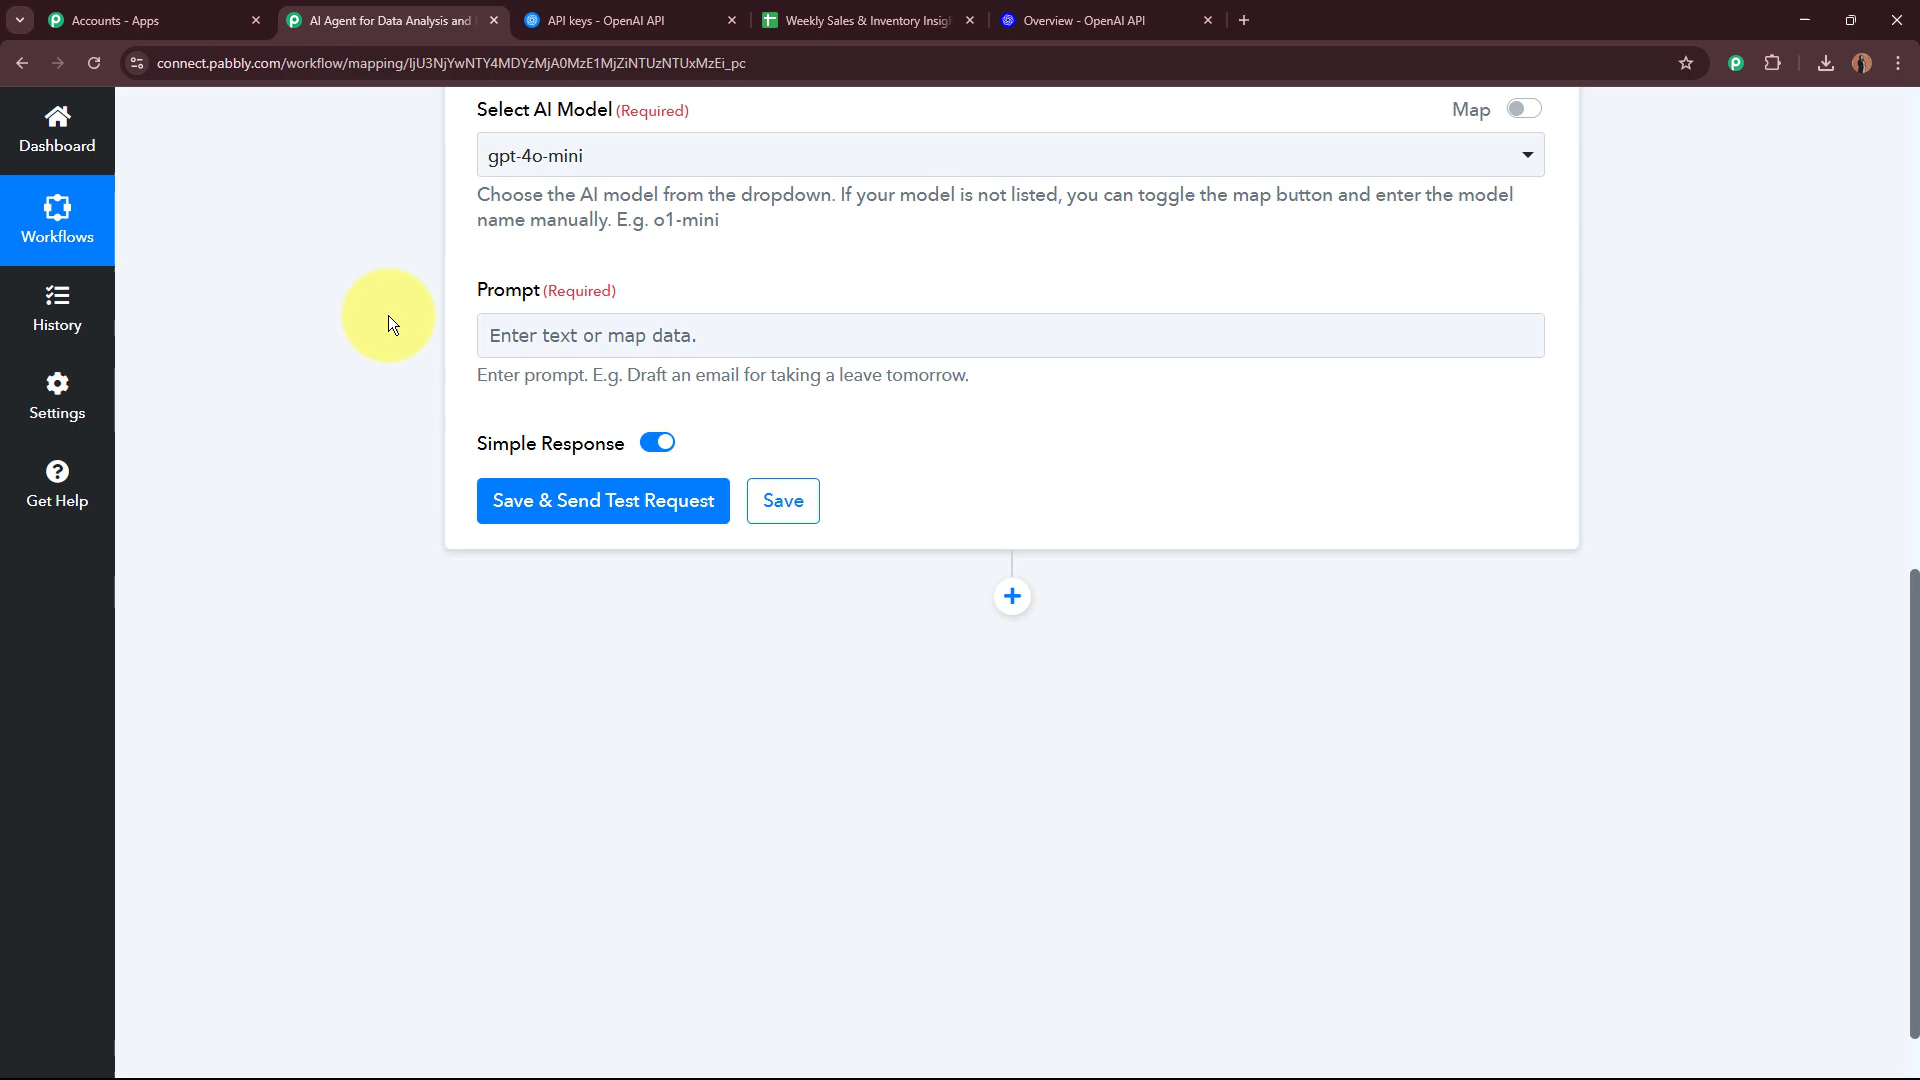 Accounts - Apps
AI Agent for Data Analysis and
API keys - OpenAI API
Weekly Sales & Inventory Insig
Overview - OpenAI API
connect.pabbly.com/workflow/mapping/IjU3NjYwNTY4MDYzMjA0MzE1MjZiNTUzNTUxMzEi_pc
Dashboard
Workflows
History
Settings
Get Help
Select AI Model (Required)
Map
gpt-4o-mini
Choose the AI model from the dropdown. If your model is not listed, you can toggle the map button and enter the model
name manually. E.g. o1-mini
Prompt (Required)
Enter text or map data.
Enter prompt. E.g. Draft an email for taking a leave tomorrow.
Simple Response
Save & Send Test Request
Save